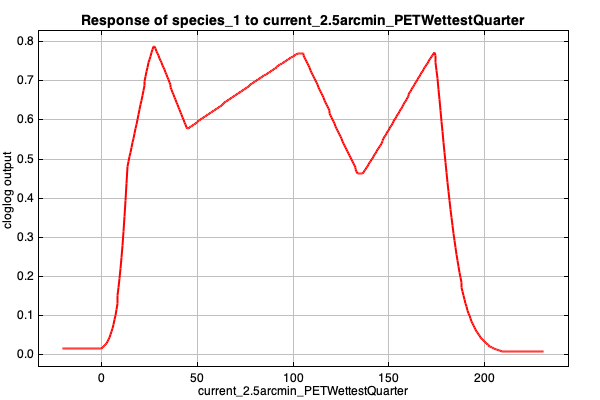 Response of species_1 to current_2.5arcmin_PETWettestQuarter
0.8
0.7
0.6
0.5
0.4
0.3
0.2
0.1
0.0
cloglog output
0 50 100 150 200
current_2.5arcmin_PETWettestQuarter